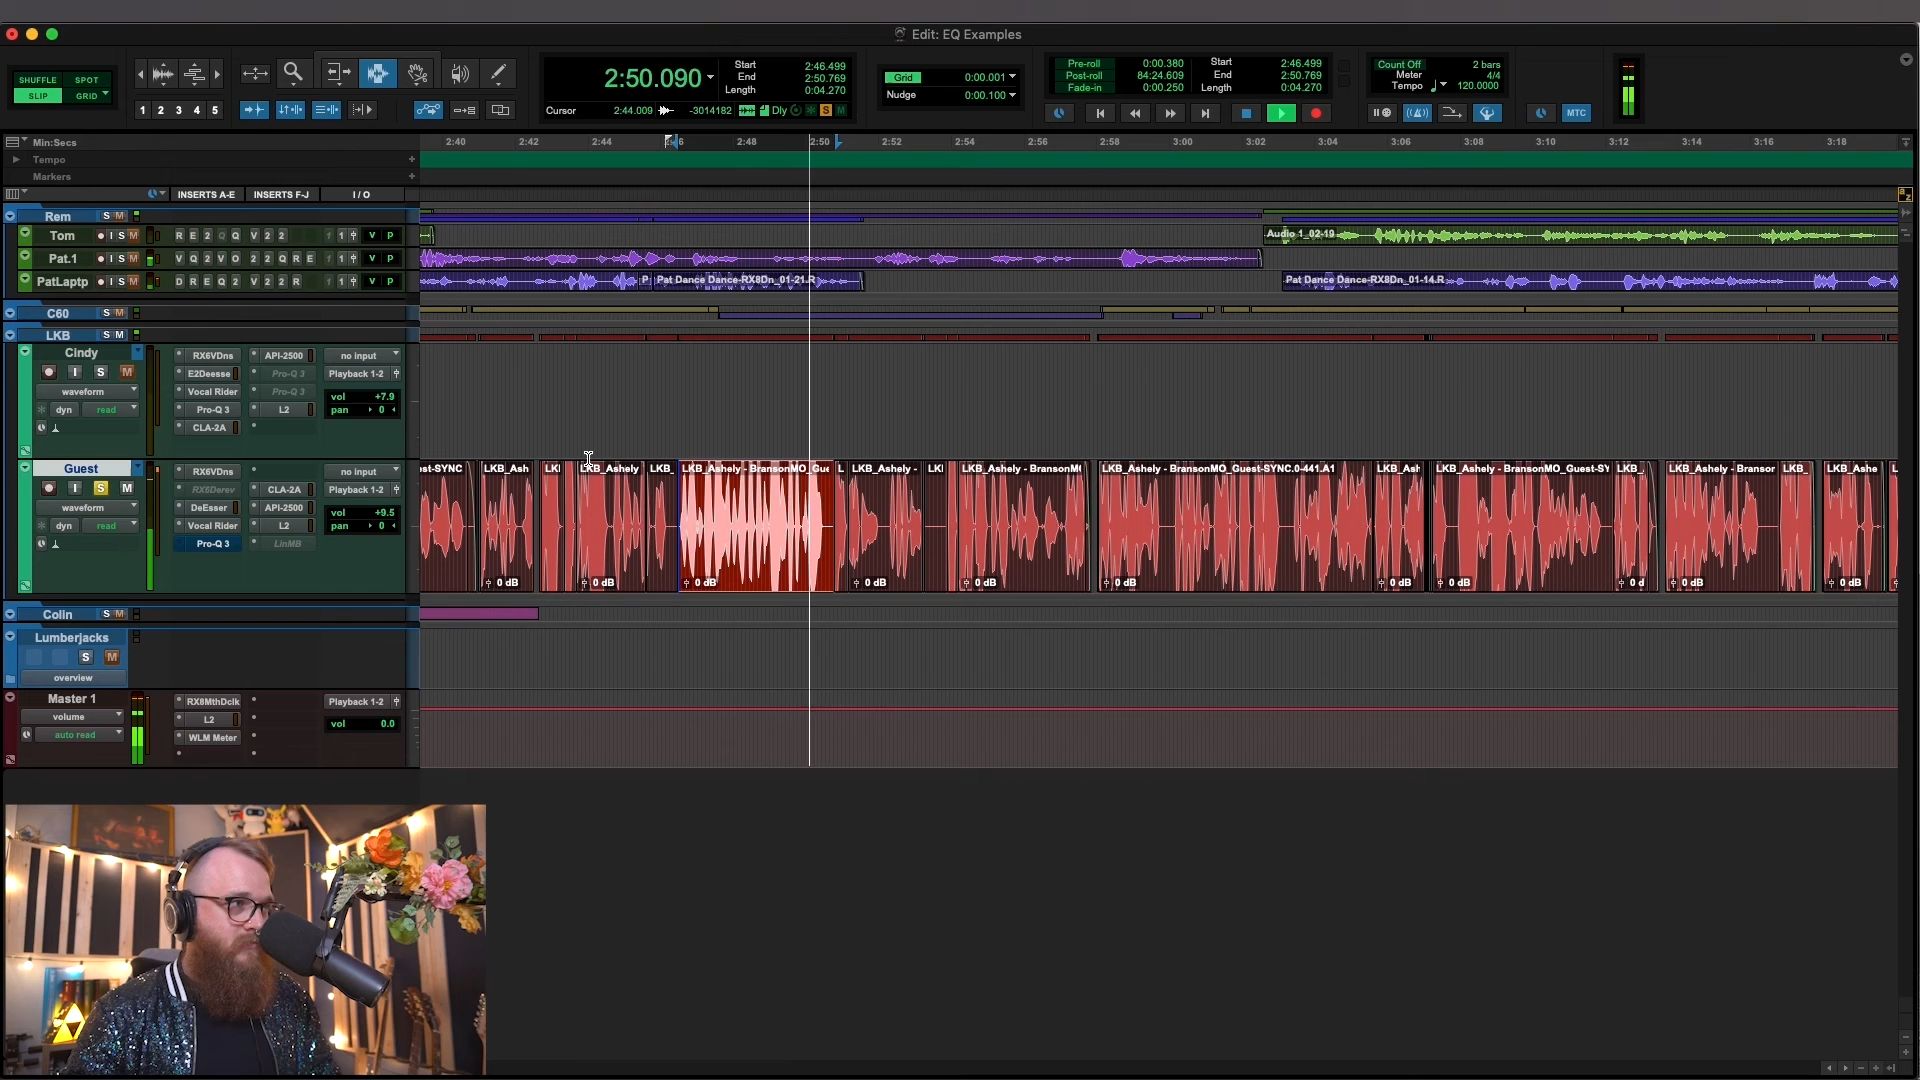 Edit: EQ Examples
SHUFFLE SPOT
SLIP GRID
1 2 3 4 5
2:50.090
Start 2:46.499
End 2:50.769
Length 0:04.270
Cursor 2:44.009 -3014182 Dly S M
Grid 0:00.001
Nudge 0:00.100
Pre-roll 0:00.380
Post-roll 84:24.609
Fade-in 0:00.250
Start 2:46.499
End 2:50.769
Length 0:04.270
Count Off 2 bars
Meter 4/4
Tempo 120.0000
MTC
Min:Secs 2:40 2:42 2:44 2:48 2:50 2:52 2:54 2:56 2:58 3:00 3:02 3:04 3:06 3:08 3:10 3:12 3:14 3:16 3:18
Tempo
Markers
INSERTS A-E INSERTS F-J I / O
Rem S M
Tom I S M R E 2 Q Q V 2 2 V P Audio 1_02-19
Pat.1 I S M V Q 2 V O 2 2 Q R E V P
PatLaptp I S M D R E Q 2 V 2 2 R V P P Pat Dance Dance-RX8Dn_01-21.R Pat Dance Dance-RX8Dn_01-14.R
C60 S M
LKB
Cindy RX6VDns API-2500 no input
I S M E2Deesse Pro-Q 3 Playback 1-2
waveform Vocal Rider Pro-Q 3 vol +7.9
dyn read Pro-Q 3 L2 pan 0
CLA-2A
Guest RX6VDns no input
I S M RX6Derev CLA-2A Playback 1-2
waveform DeEsser API-2500 vol +9.5
dyn read Vocal Rider L2 pan 0
Pro-Q 3 LinMB
st-SYNC LKB_Ash LKI LKB_Ashely LKB_ LKB_Ashely - BransonMO_Gue L LKB_Ashely - LKI LKB_Ashely - BransonM LKB_Ashely - BransonMO_Guest-SYNC.0-441.A1 LKB_Ash LKB_Ashely - BransonMO_Guest-SY LKB_ LKB_Ashely - Bransor LKB_ LKB_Ashe L
0 dB 0 dB 0 dB 0 dB 0 dB 0 dB 0 dB 0 dB 0 d 0 dB 0 dB
Colin S M
Lumberjacks
S M
overview
Master 1 RX8MthDclk Playback 1-2
volume L2 vol 0.0
auto read WLM Meter